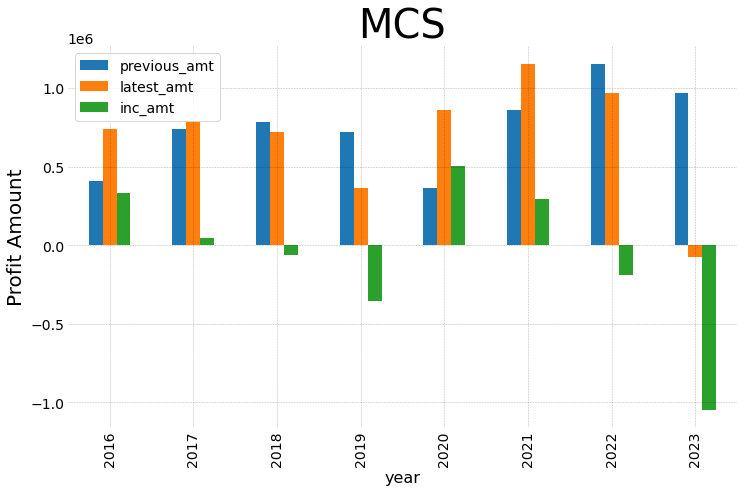 MCS
1e6
previous_amt
latest_amt
inc_amt
1.0
0.5
0.0
−0.5
−1.0
Profit Amount
2016
2017
2018
2019
2020
2021
2022
2023
year